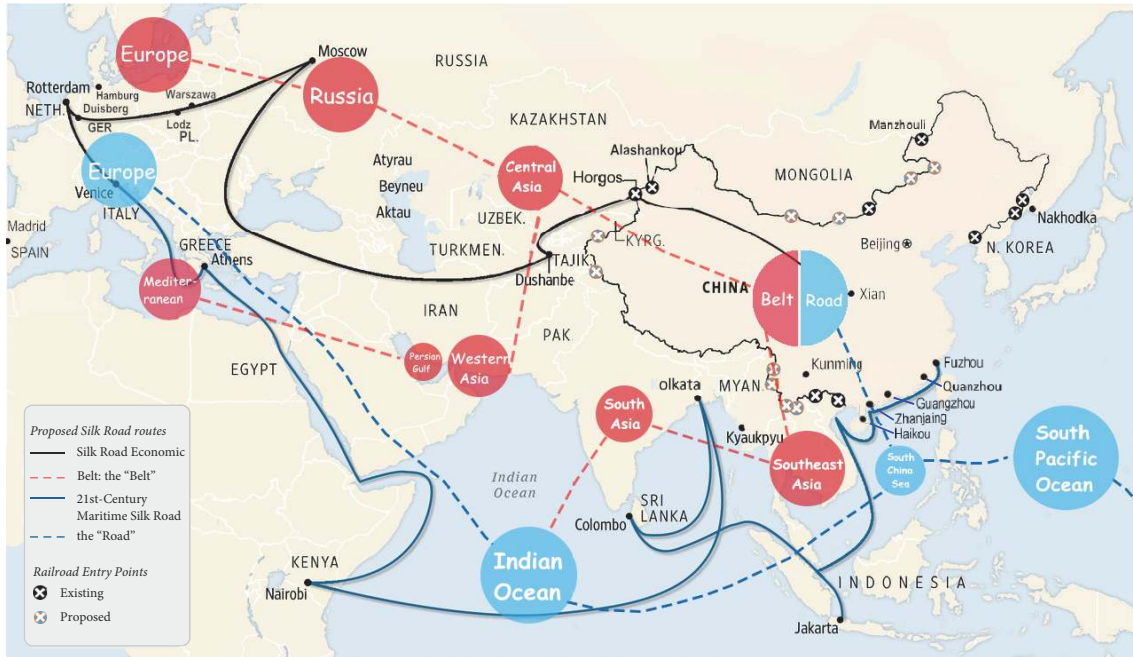 Europe
Moscow
RUSSIA
Rotterdam
NETH.
Hamburg
Duisberg
GER
Warszawa
Lodz
PL.
Russia
KAZAKHSTAN
Manzhouli
Alashankou
Horgos
MONGOLIA
Central
Asia
Atyrau
Beyneu
Aktau
Europe
Venice
ITALY
UZBEK.
KYRG.
Nakhodka
Madrid
SPAIN
GREECE
Athens
TURKMEN.
TAJIK
Dushanbe
Beijing
N. KOREA
Mediter-
ranean
IRAN
CHINA
Belt
Road
Xian
PAK
Persian
Gulf
Western
Asia
EGYPT
Kunming
Fuzhou
Quanzhou
Guangzhou
Zhanjaing
Haikou
olkata
MYAN.
Kyaukpyu
South
Asia
Southeast
Asia
South
China
Sea
South
Pacific
Ocean
Indian
Ocean
SRI
LANKA
Colombo
KENYA
Nairobi
Indian
Ocean
INDONESIA
Jakarta
Proposed Silk Road routes
Silk Road Economic
Belt: the “Belt”
21st-Century
Maritime Silk Road
the “Road”
Railroad Entry Points
Existing
Proposed